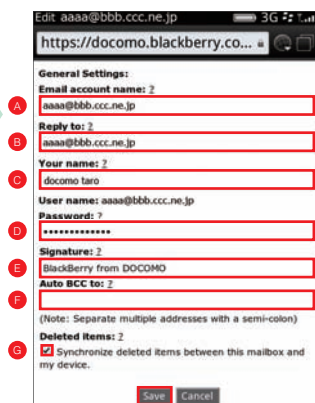 Edit aaaa@bbb.ccc.ne.jp 3G
https://docomo.blackberry.co...
General Settings:
Email account name: ?
A aaaa@bbb.ccc.ne.jp
Reply to: ?
B aaaa@bbb.ccc.ne.jp
Your name: ?
C docomo taro
User name: aaaa@bbb.ccc.ne.jp
Password: ?
D •••••••••••••
Signature: ?
E BlackBerry from DOCOMO
Auto BCC to: ?
F
(Note: Separate multiple addresses with a semi-colon)
Deleted items: ?
G Synchronize deleted items between this mailbox and
my device.
Save Cancel